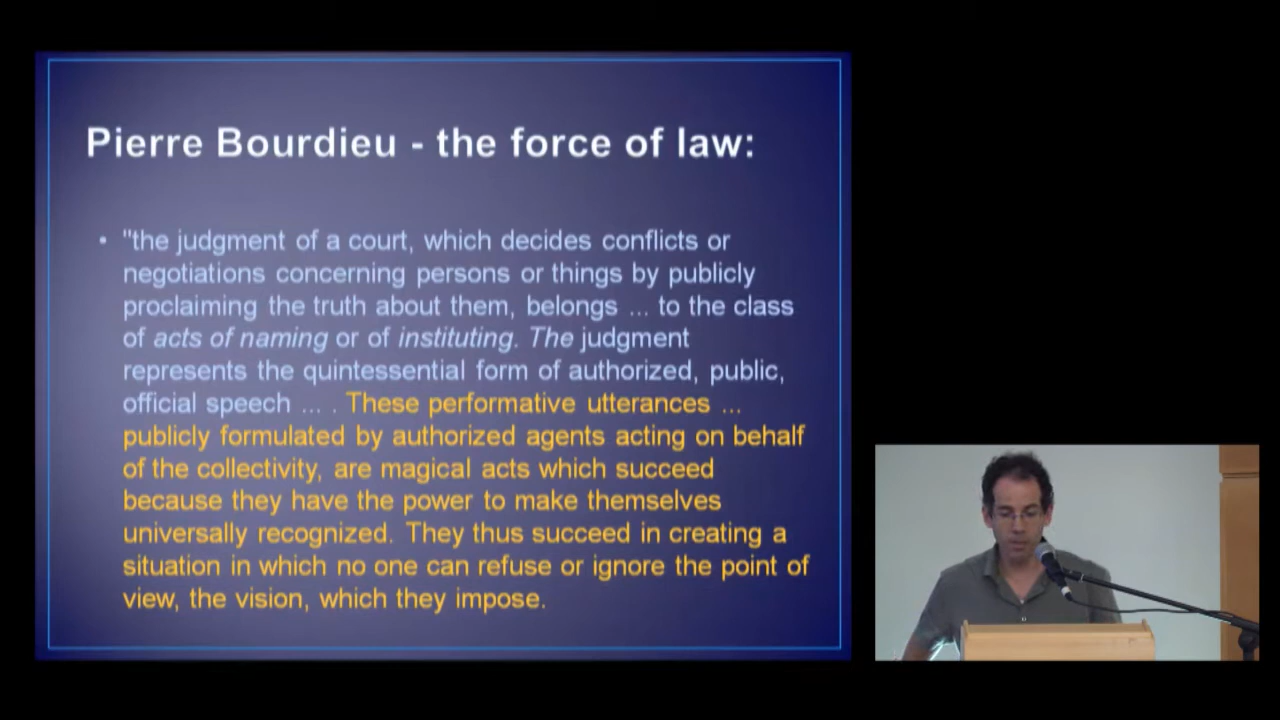 Pierre Bourdieu - the force of law:
• "the judgment of a court, which decides conflicts or
negotiations concerning persons or things by publicly
proclaiming the truth about them, belongs ... to the class
of acts of naming or of instituting. The judgment
represents the quintessential form of authorized, public,
official speech ... . These performative utterances ...
publicly formulated by authorized agents acting on behalf
of the collectivity, are magical acts which succeed
because they have the power to make themselves
universally recognized. They thus succeed in creating a
situation in which no one can refuse or ignore the point of
view, the vision, which they impose.